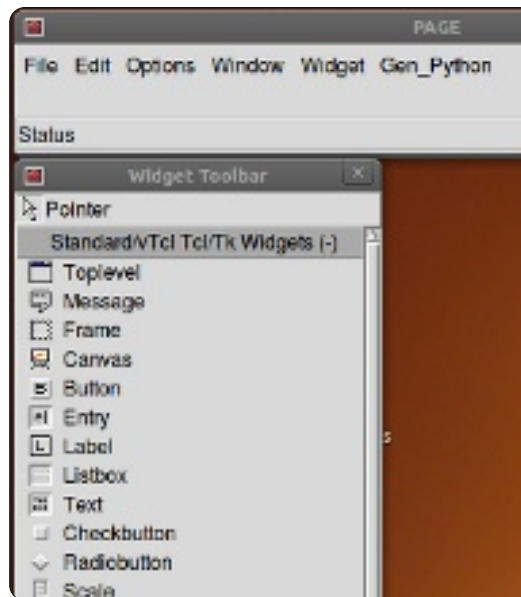 PAGE
File Edit Options Window Widget Gen_Python
Status
Widget Toolbar
Pointer
Standard/vTcl Tcl/Tk Widgets (-)
Toplevel
Message
Frame
Canvas
Button
Entry
Label
Listbox
Text
Checkbutton
Radiobutton
Scale